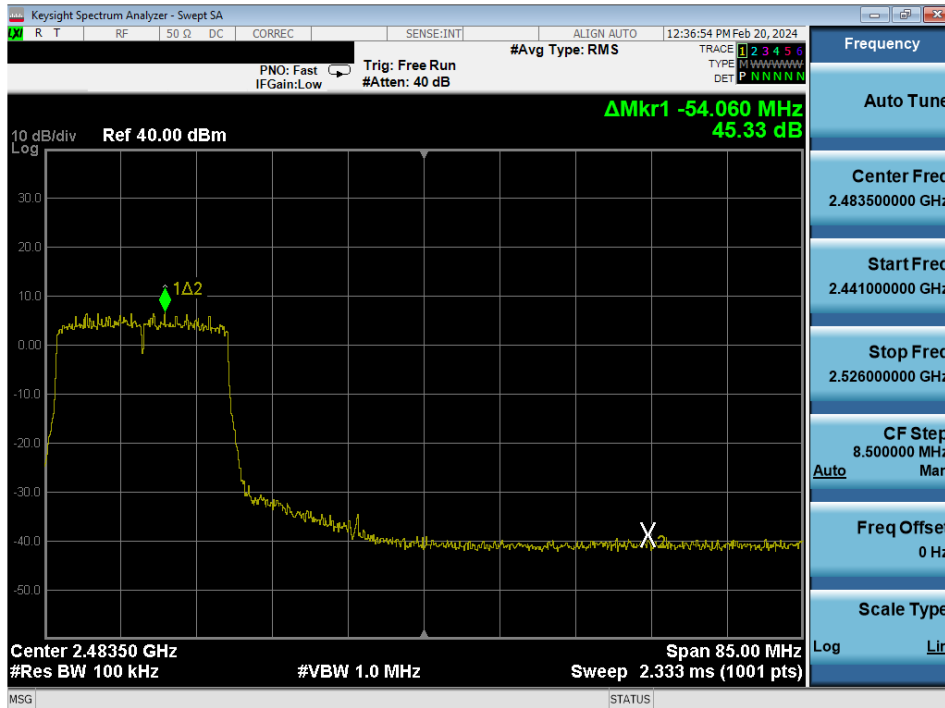 Keysight Spectrum Analyzer - Swept SA
LXI R T RF 50 Ω DC CORREC SENSE:INT ALIGN AUTO 12:36:54 PM Feb 20, 2024
#Avg Type: RMS TRACE 1 2 3 4 5 6
PNO: Fast Trig: Free Run TYPE M WWWWW
IFGain:Low #Atten: 40 dB DET P N N N N N
ΔMkr1 -54.060 MHz
45.33 dB
10 dB/div Ref 40.00 dBm
Log
30.0
20.0
1Δ2
10.0
0.00
-10.0
-20.0
-30.0
-40.0
X2
-50.0
Center 2.48350 GHz Span 85.00 MHz
#Res BW 100 kHz #VBW 1.0 MHz Sweep 2.333 ms (1001 pts)
MSG STATUS
Frequency
Auto Tune
Center Freq
2.483500000 GHz
Start Freq
2.441000000 GHz
Stop Freq
2.526000000 GHz
CF Step
8.500000 MHz
Auto Man
Freq Offset
0 Hz
Scale Type
Log Lin